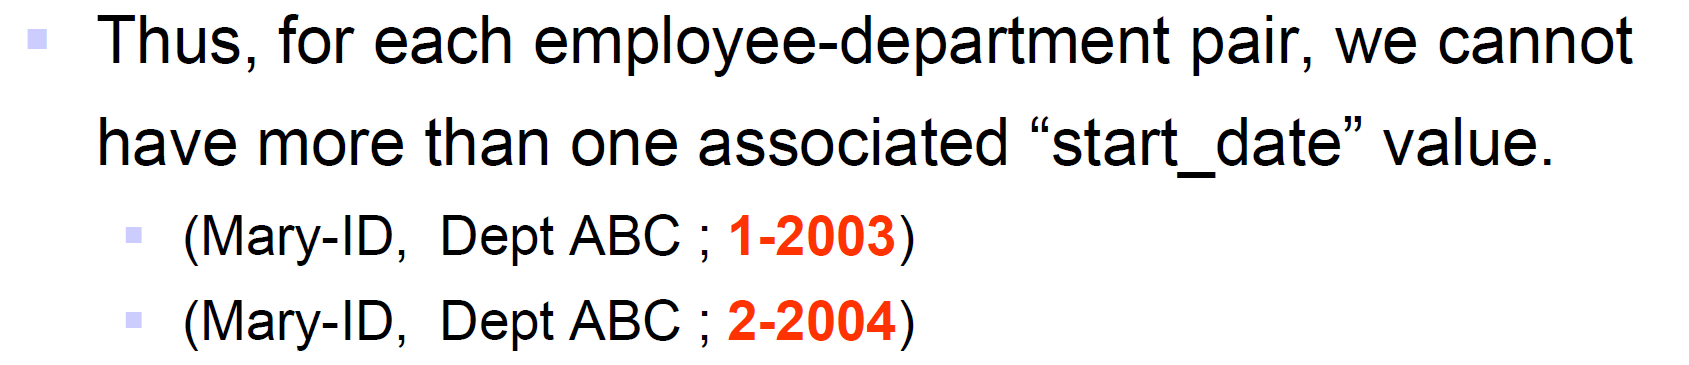 Thus, for each employee-department pair, we cannot
have more than one associated “start_date” value.
(Mary-ID, Dept ABC ; 1-2003)
(Mary-ID, Dept ABC ; 2-2004)